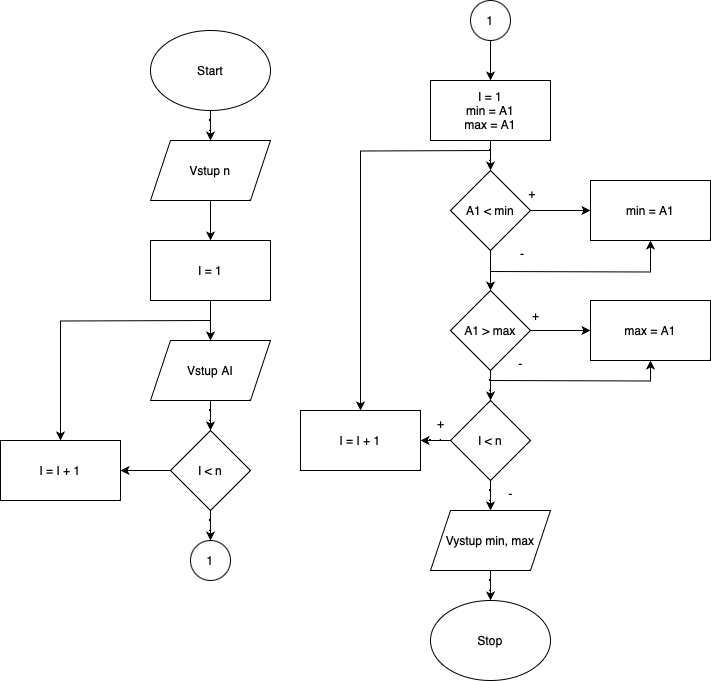 Start
Vstup n
I = 1
Vstup AI
I = I + 1
I < n
1
1
I = 1
min = A1
max = A1
A1 < min
+
min = A1
-
A1 > max
+
max = A1
-
I = I + 1
+
I < n
-
Vystup min, max
Stop